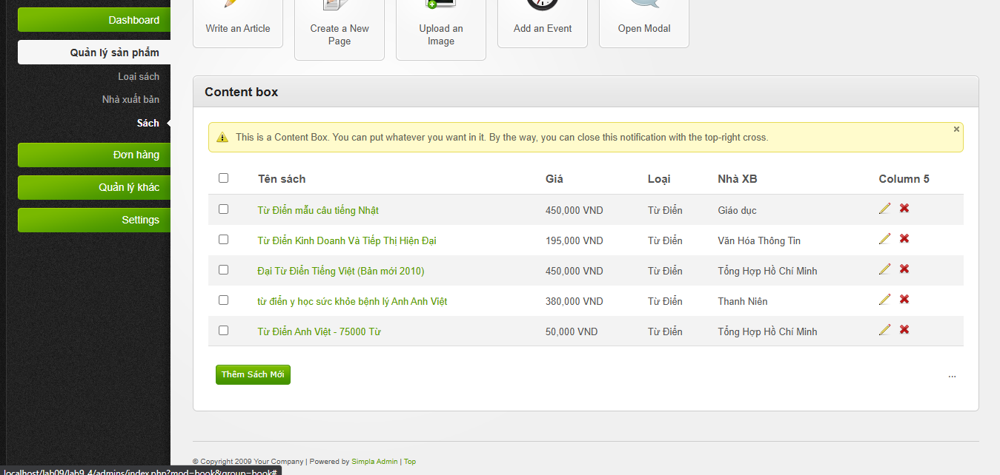 Dashboard
Quản lý sản phẩm
Loại sách
Nhà xuất bản
Sách
Đơn hàng
Quản lý khác
Settings
Write an Article
Create a New
Page
Upload an
Image
Add an Event
Open Modal
Content box
This is a Content Box. You can put whatever you want in it. By the way, you can close this notification with the top-right cross.
Tên sách Giá Loại Nhà XB Column 5
Từ Điển mẫu câu tiếng Nhật 450,000 VND Từ Điển Giáo dục
Từ Điển Kinh Doanh Và Tiếp Thị Hiện Đại 195,000 VND Từ Điển Văn Hóa Thông Tin
Đại Từ Điển Tiếng Việt (Bản mới 2010) 450,000 VND Từ Điển Tổng Hợp Hồ Chí Minh
từ điển y học sức khỏe bệnh lý Anh Anh Việt 380,000 VND Từ Điển Thanh Niên
Từ Điển Anh Việt - 75000 Từ 50,000 VND Từ Điển Tổng Hợp Hồ Chí Minh
Thêm Sách Mới ...
© Copyright 2009 Your Company | Powered by Simpla Admin | Top
localhost/lab09/lab9_4/admins/index.php?mod=book&group=book#